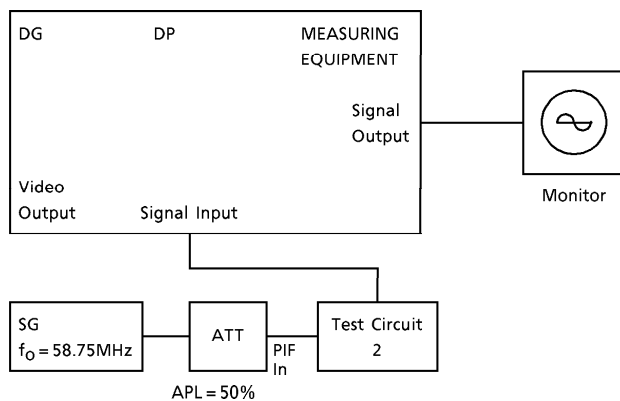 DG DP MEASURING
EQUIPMENT
Signal
Output
Monitor
Video
Output Signal Input
SG
fo = 58.75MHz
ATT
PIF
In
Test Circuit
2
APL = 50%